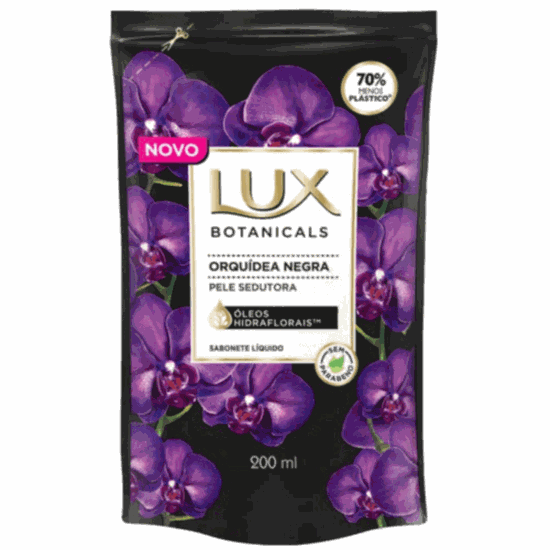 70%
MENOS
PLÁSTICO*
NOVO
LUX
BOTANICALS
ORQUÍDEA NEGRA
PELE SEDUTORA
ÓLEOS
HIDRAFLORAIS™
SABONETE LÍQUIDO
SEM
PARABENO
200 ml